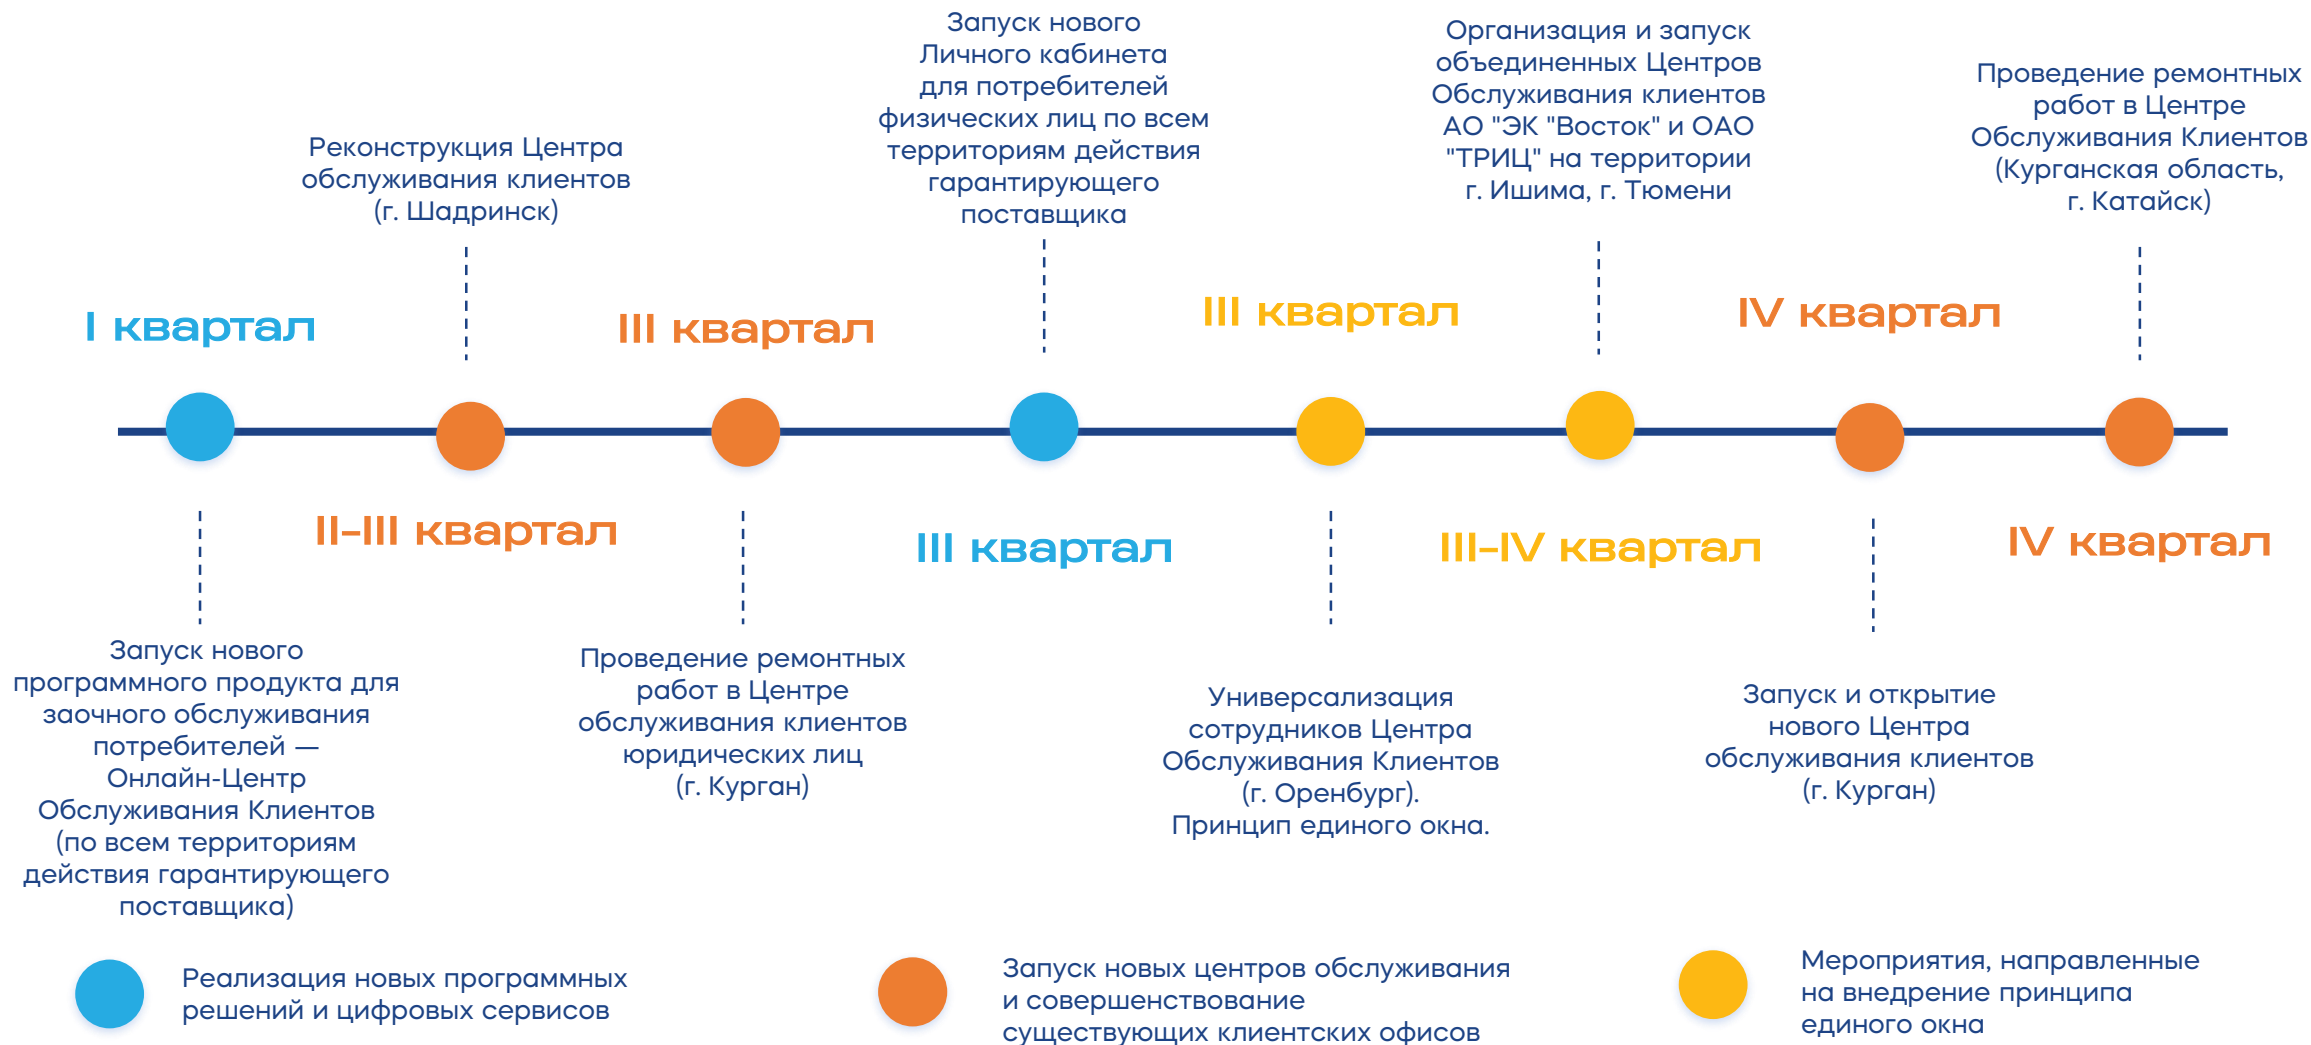 I квартал
Запуск нового
программного продукта для
заочного обслуживания
потребителей —
Онлайн-Центр
Обслуживания Клиентов
(по всем территориям
действия гарантирующего
поставщика)
Реконструкция Центра
обслуживания клиентов
(г. Шадринск)
II-III квартал
III квартал
Проведение ремонтных
работ в Центре
обслуживания клиентов
юридических лиц
(г. Курган)
Запуск нового
Личного кабинета
для потребителей
физических лиц по всем
территориям действия
гарантирующего
поставщика
III квартал
III квартал
Универсализация
сотрудников Центра
Обслуживания Клиентов
(г. Оренбург).
Принцип единого окна.
Организация и запуск
объединенных Центров
Обслуживания клиентов
АО "ЭК "Восток" и ОАО
"ТРИЦ" на территории
г. Ишима, г. Тюмени
III-IV квартал
IV квартал
Запуск и открытие
нового Центра
обслуживания клиентов
(г. Курган)
Проведение ремонтных
работ в Центре
Обслуживания Клиентов
(Курганская область,
г. Катайск)
IV квартал
Реализация новых программных
решений и цифровых сервисов
Запуск новых центров обслуживания
и совершенствование
существующих клиентских офисов
Мероприятия, направленные
на внедрение принципа
единого окна